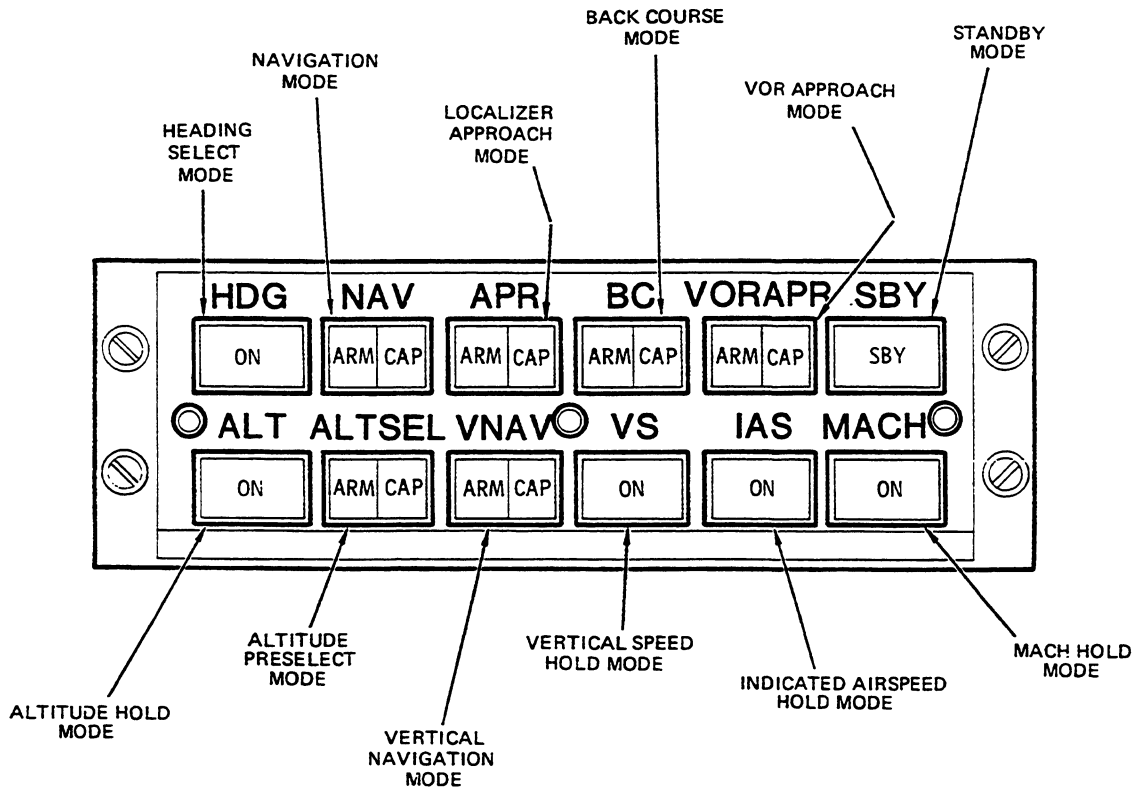 BACK COURSE
MODE
STANDBY
MODE
NAVIGATION
MODE
VOR APPROACH
MODE
LOCALIZER
APPROACH
MODE
HEADING
SELECT
MODE
HDG NAV APR BC VORAPR SBY
ON ARM CAP ARM CAP ARM CAP ARM CAP SBY
ALT ALTSEL VNAV VS IAS MACH
ON ARM CAP ARM CAP ON ON ON
ALTITUDE
PRESELECT
MODE
VERTICAL SPEED
HOLD MODE
MACH HOLD
MODE
INDICATED AIRSPEED
HOLD MODE
ALTITUDE HOLD
MODE
VERTICAL
NAVIGATION
MODE